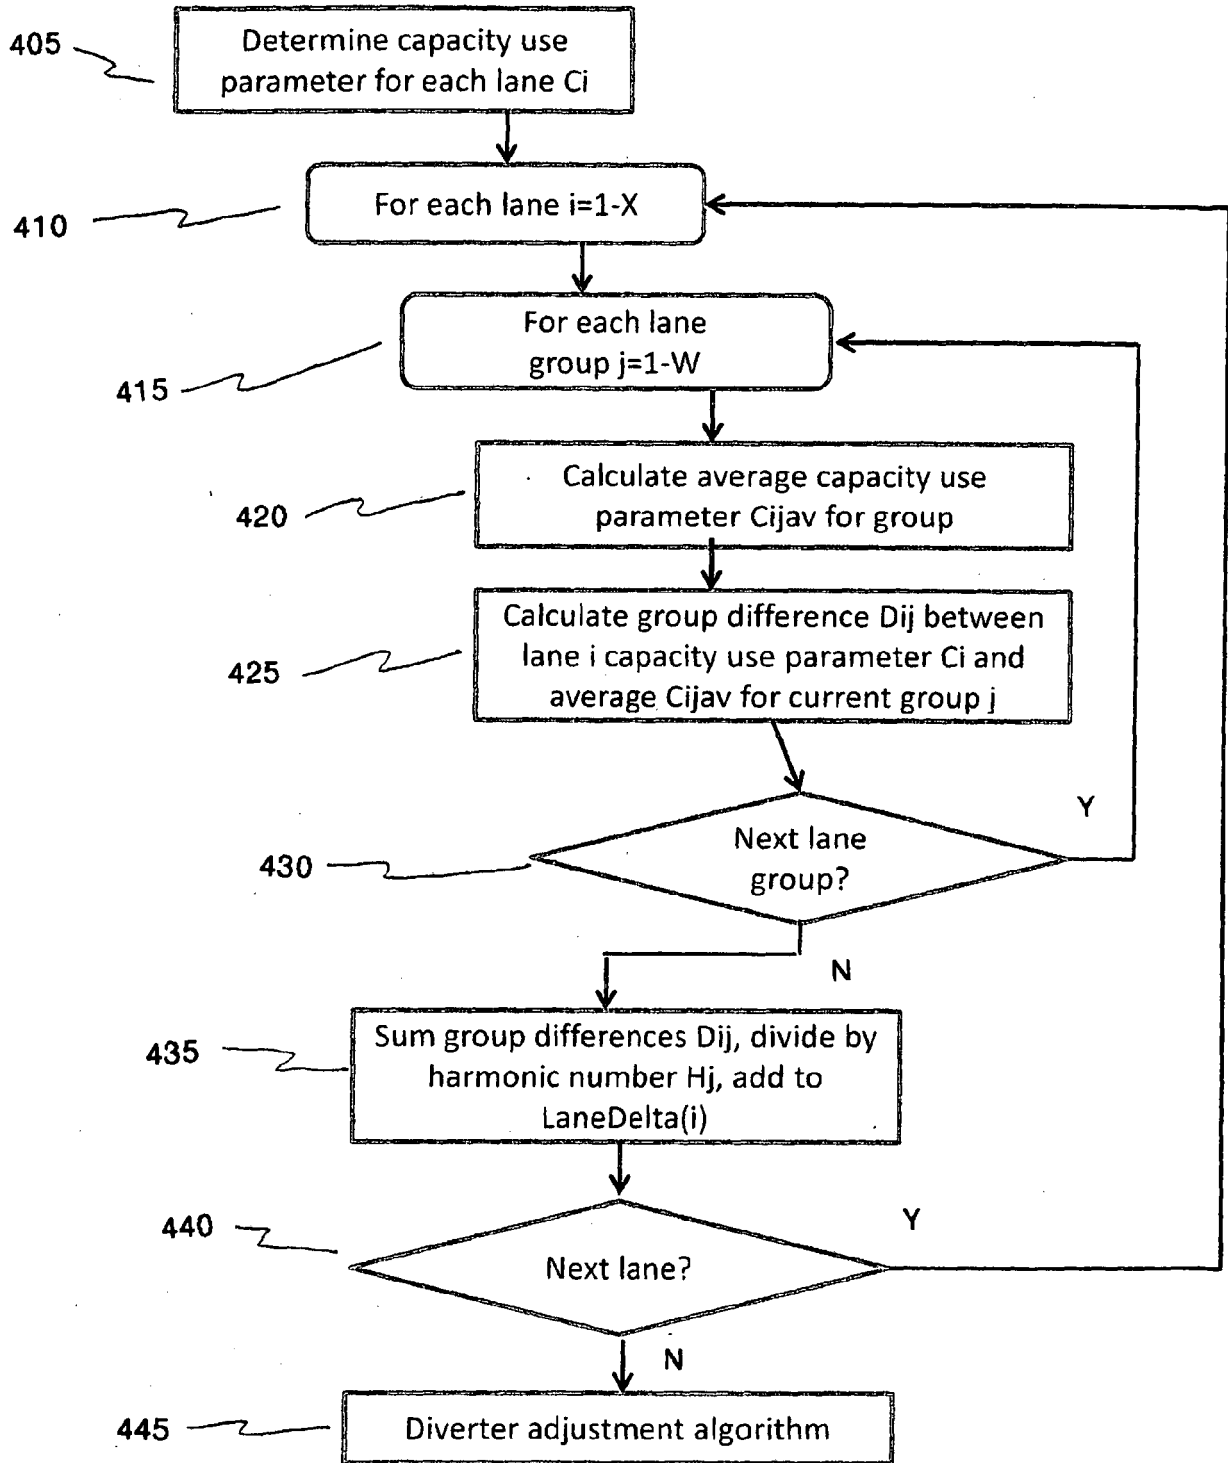 405
Determine capacity use
parameter for each lane Ci
410
For each lane i=1-X
415
For each lane
group j=1-W
420
Calculate average capacity use
parameter Cijav for group
425
Calculate group difference Dij between
lane i capacity use parameter Ci and
average Cijav for current group j
430
Next lane
group?
Y
N
435
Sum group differences Dij, divide by
harmonic number Hj, add to
LaneDelta(i)
440
Next lane?
Y
N
445
Diverter adjustment algorithm